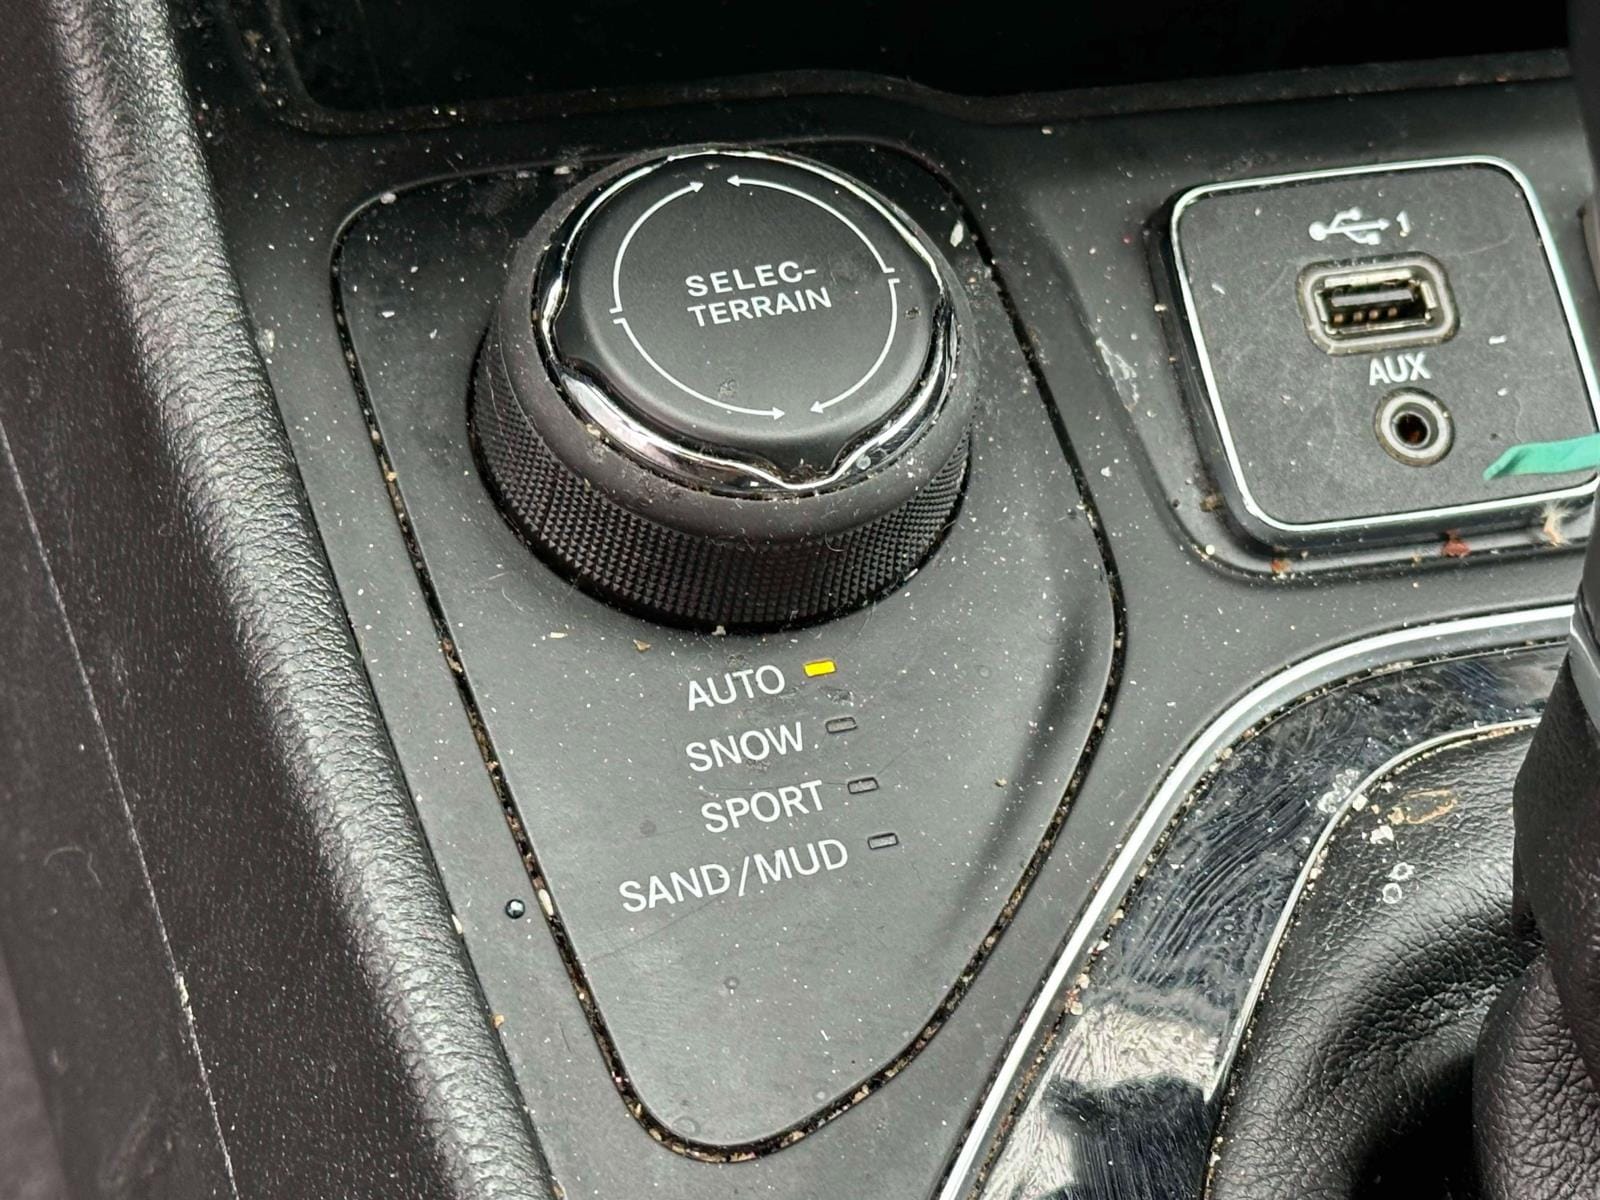 SELEC-
TERRAIN
1
AUX
AUTO
SNOW
SPORT
SAND/MUD